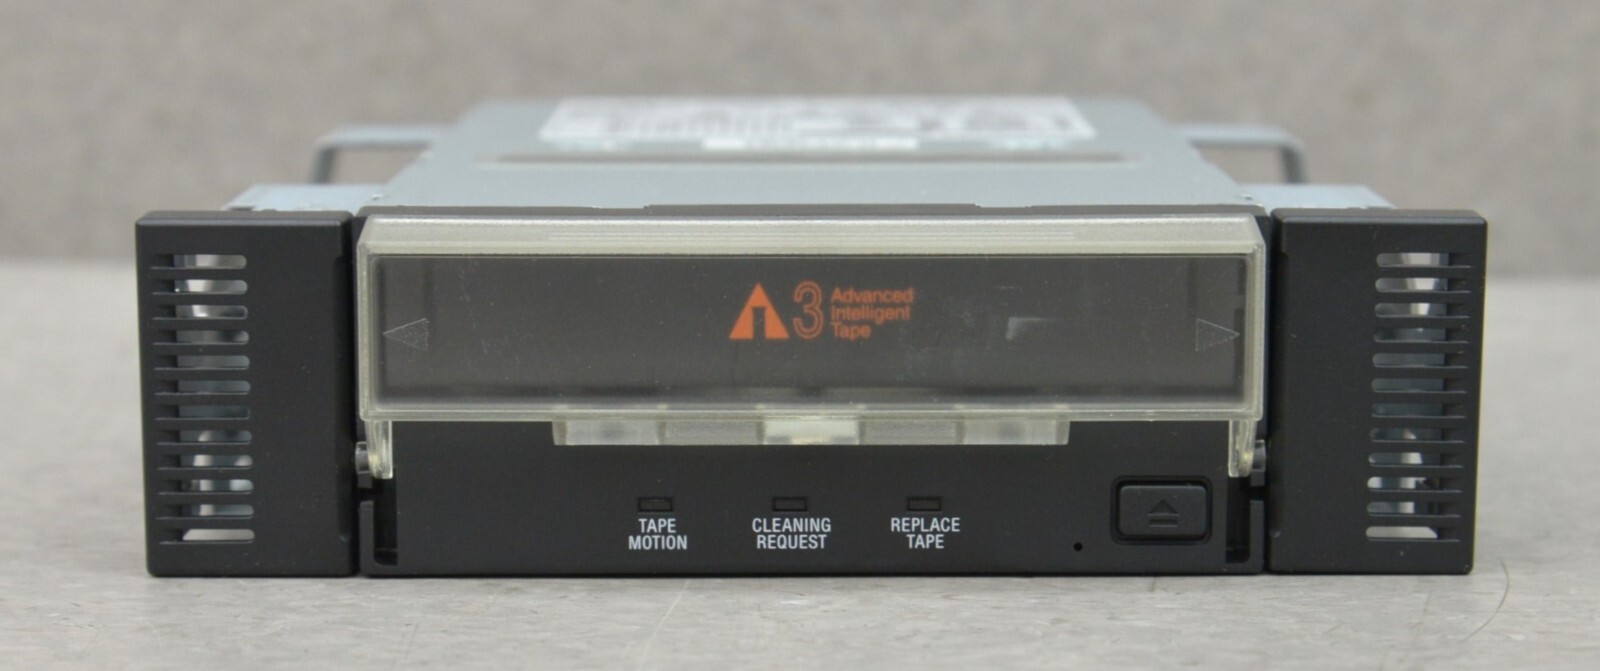 3 Advanced
Intelligent
Tape
TAPE
MOTION
CLEANING
REQUEST
REPLACE
TAPE